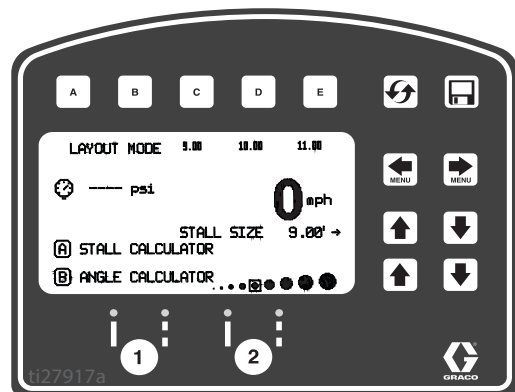 A B C D E
LAYOUT MODE 9.00 10.00 11.00
---- psi
0 mph
MENU MENU
STALL SIZE 9.00' →
A STALL CALCULATOR
B ANGLE CALCULATOR
1 2
ti27917a
GRACO